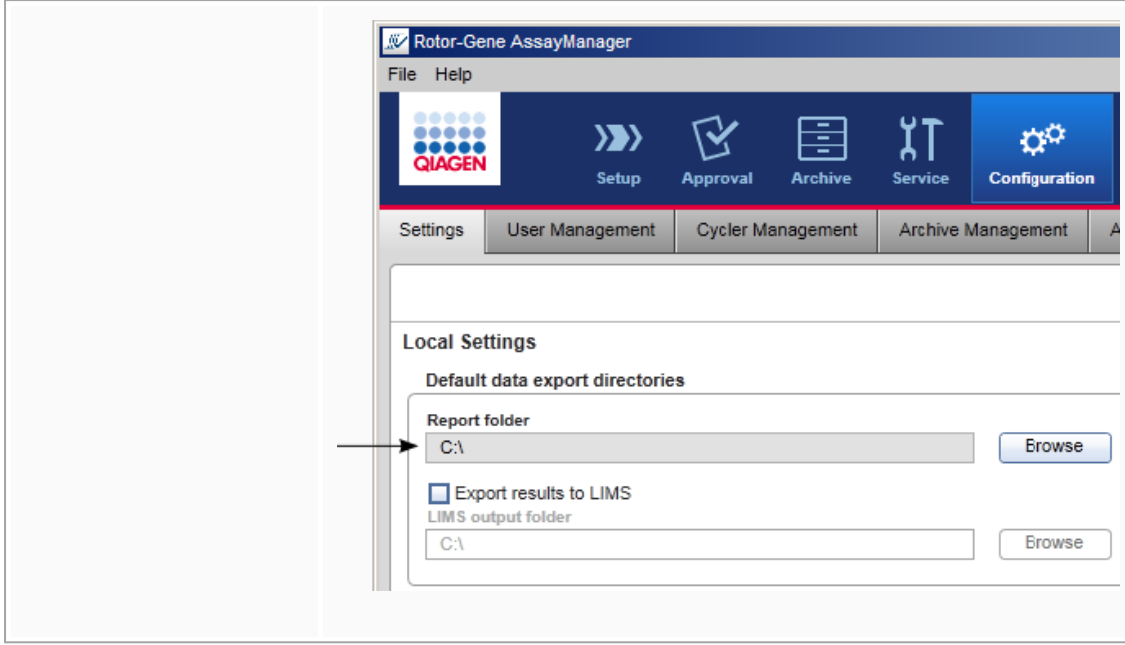 Rotor-Gene AssayManager
File Help
QIAGEN
Setup Approval Archive Service Configuration
Settings User Management Cycler Management Archive Management A
Local Settings
Default data export directories
Report folder
C:\ Browse
Export results to LIMS
LIMS output folder
C:\ Browse